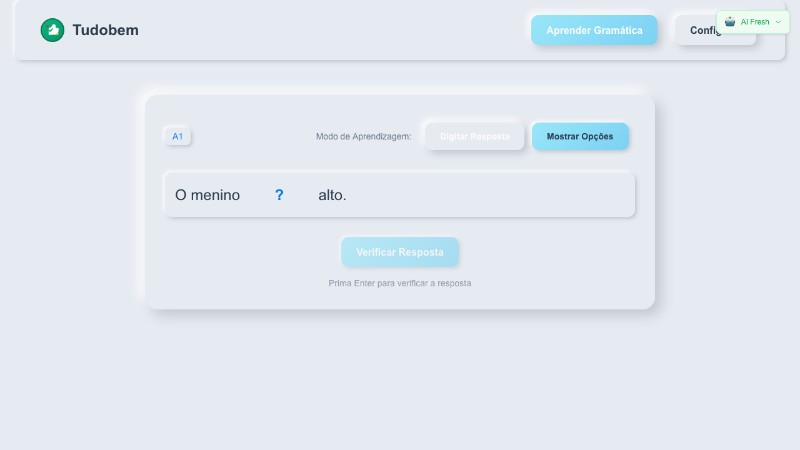 Tudobem
Aprender Gramática
AI Fresh
A1
Modo de Aprendizagem:
Digitar Resposta
Mostrar Opções
O menino ? alto.
Verificar Resposta
Prima Enter para verificar a resposta